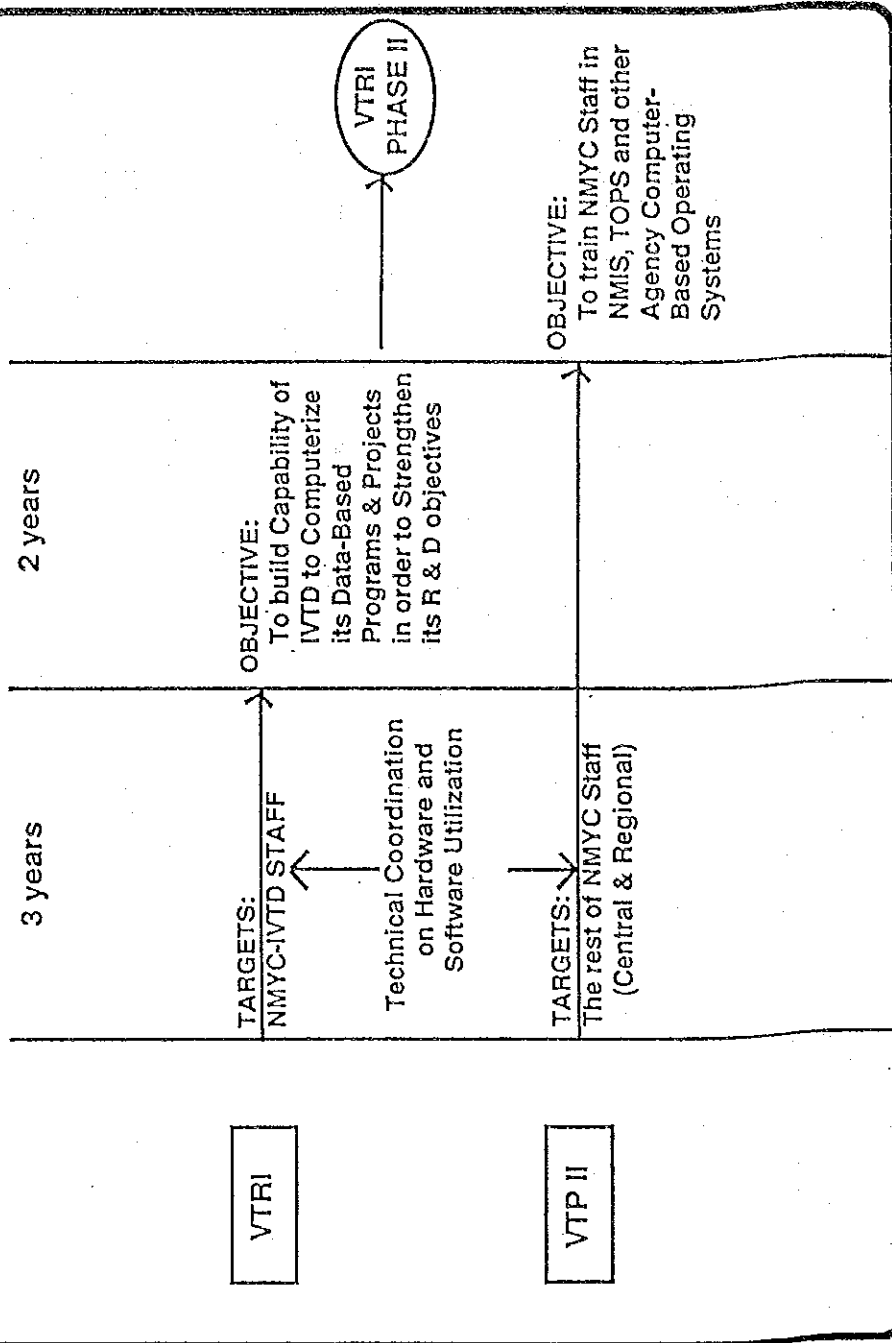 3 years
2 years
VTRI
TARGETS:
NMYC-IVTD STAFF
OBJECTIVE:
To build Capability of
IVTD to Computerize
its Data-Based
Programs & Projects
in order to Strengthen
its R & D objectives
VTRI
PHASE II
Technical Coordination
on Hardware and
Software Utilization
VTP II
TARGETS:
The rest of NMYC Staff
(Central & Regional)
OBJECTIVE:
To train NMYC Staff in
NMIS, TOPS and other
Agency Computer-
Based Operating
Systems